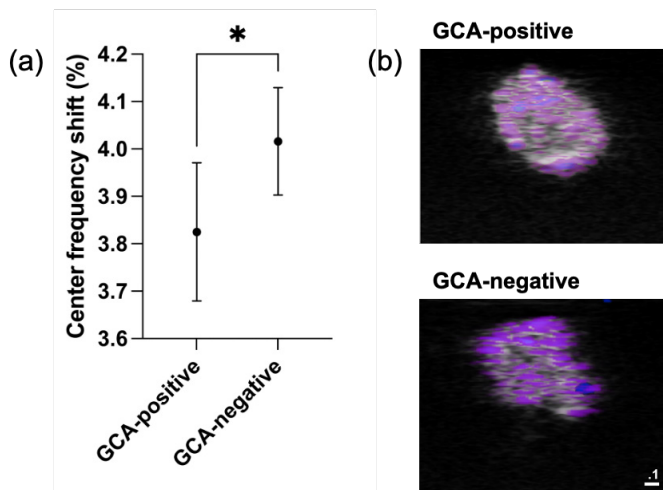 (a)
*
Center frequency shift (%)
4.2
4.1
4.0
3.9
3.8
3.7
3.6
GCA-positive
GCA-negative
(b)
GCA-positive
GCA-negative
.1